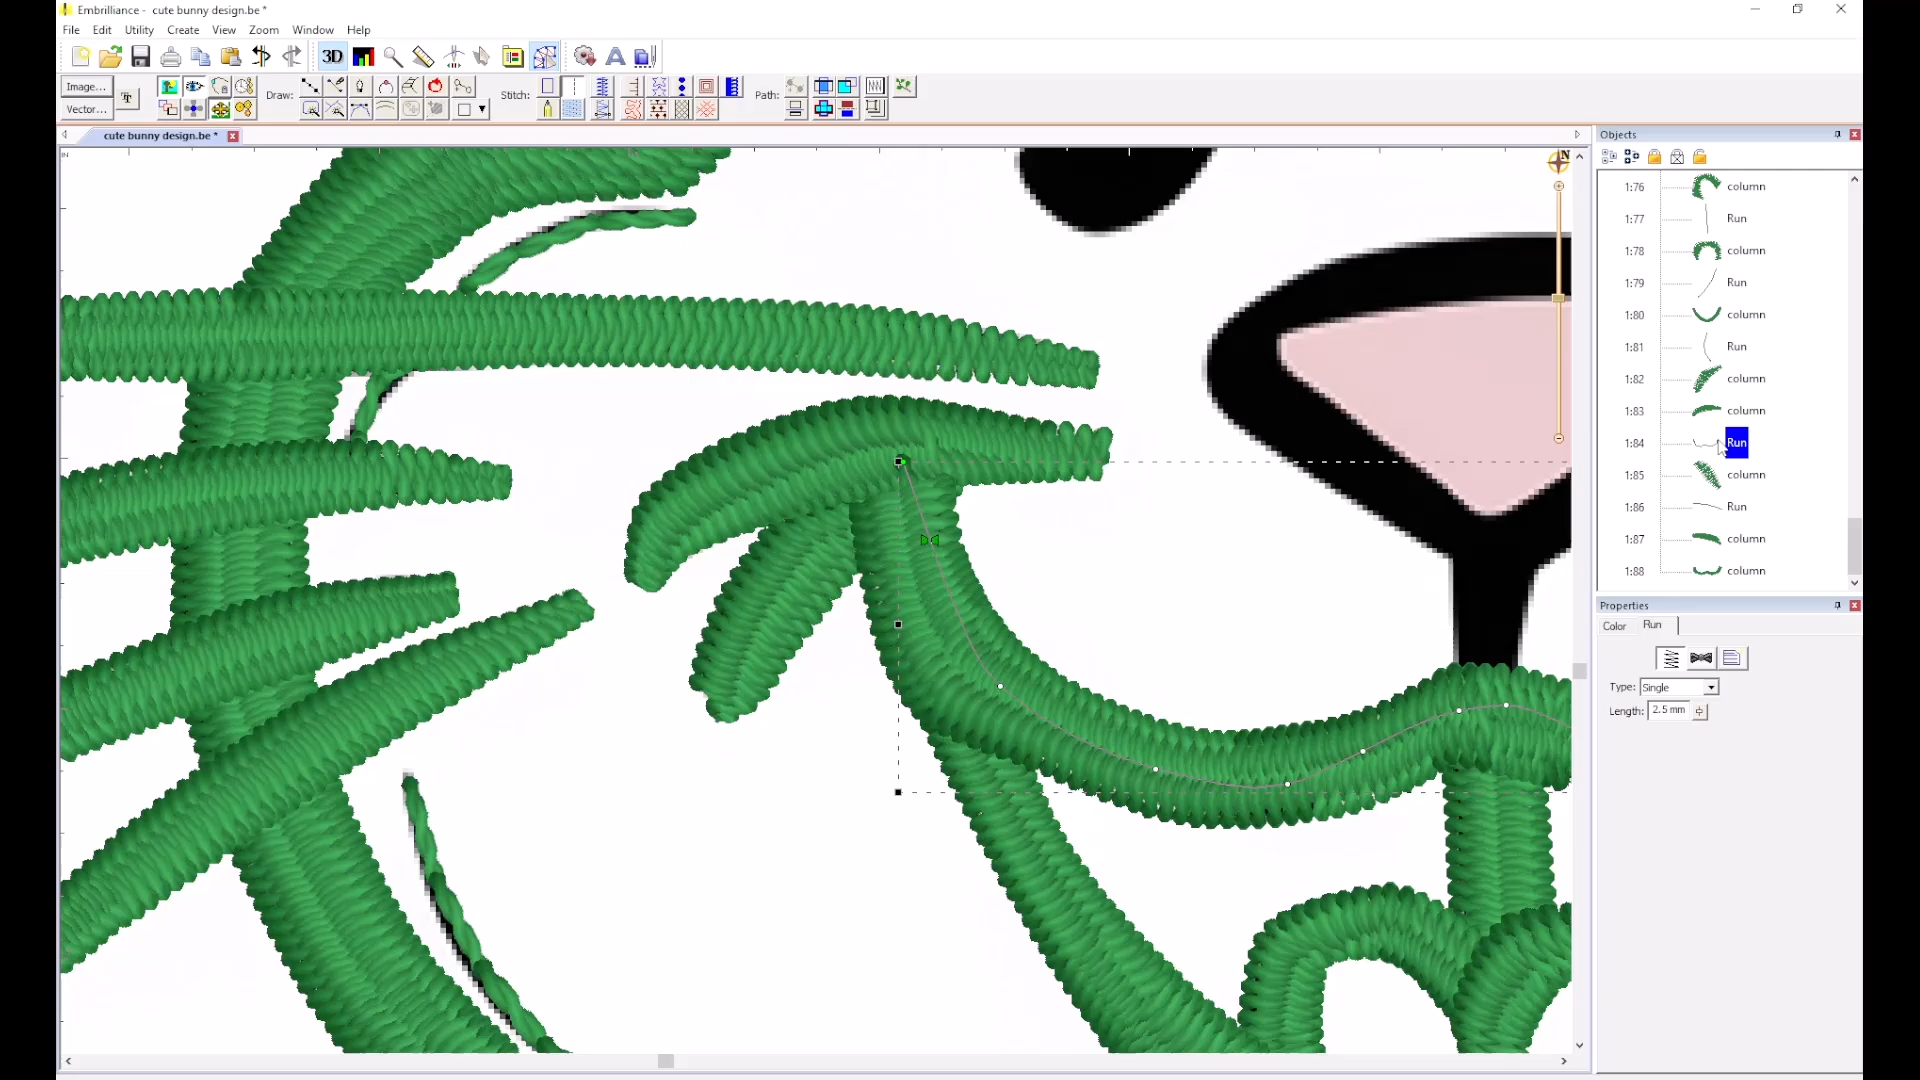 Embrilliance - cute bunny design.be *
File Edit Utility Create View Zoom Window Help
3D
Image...
Draw: Stitch: Path:
Vector...
cute bunny design.be *
N
Objects
1:76 column
1:77 Run
1:78 column
1:79 Run
1:80 column
1:81 Run
1:82 column
1:83 column
1:84 Run
1:85 column
1:86 Run
1:87 column
1:88 column
Properties
Color Run
Type: Single
Length: 2.5 mm